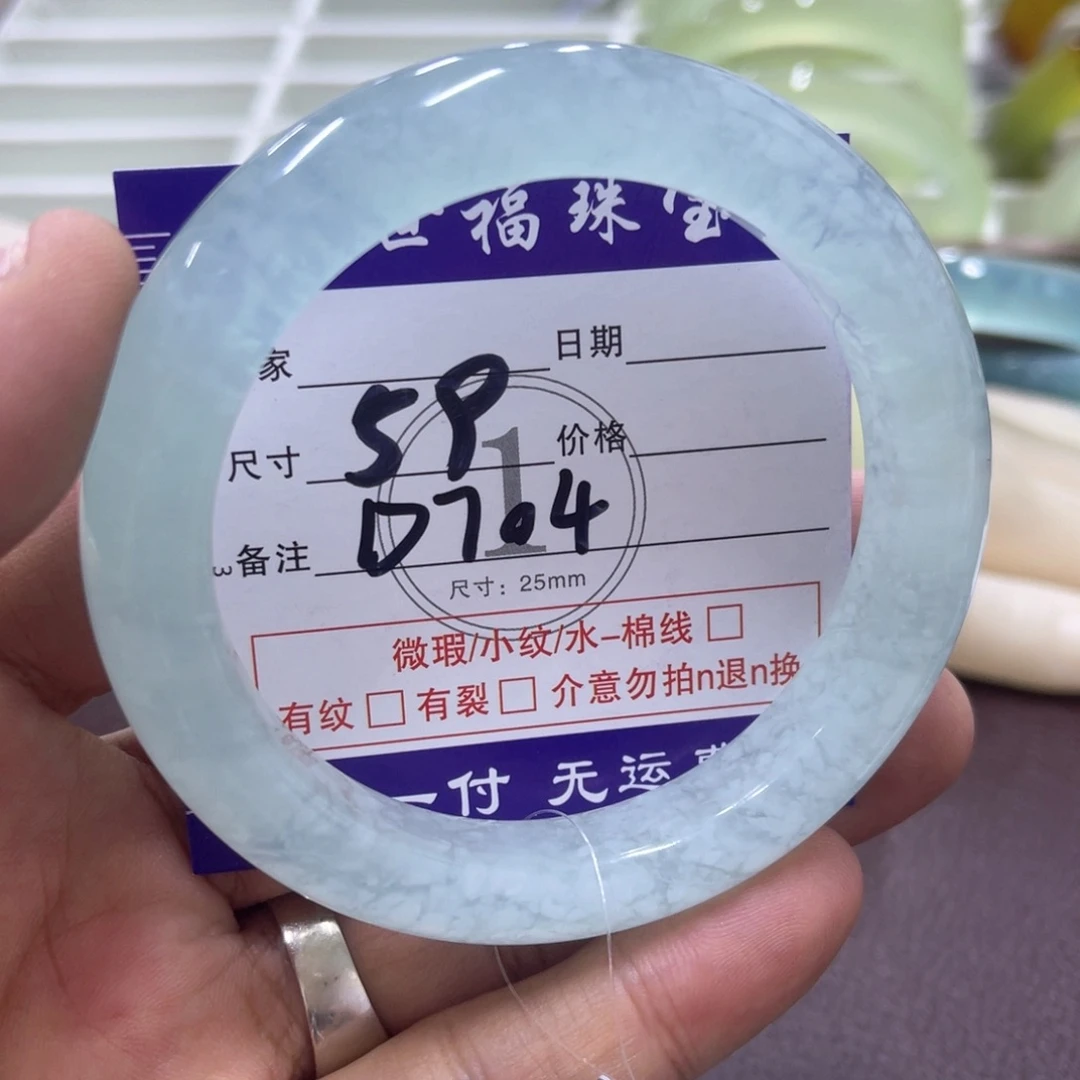 福珠宝
家 日期
尺寸 59 价格
备注 D704
1
尺寸：25mm
微瑕/小纹/水-棉线 □
有纹 □ 有裂 □ 介意勿拍n退n换
一付 无运